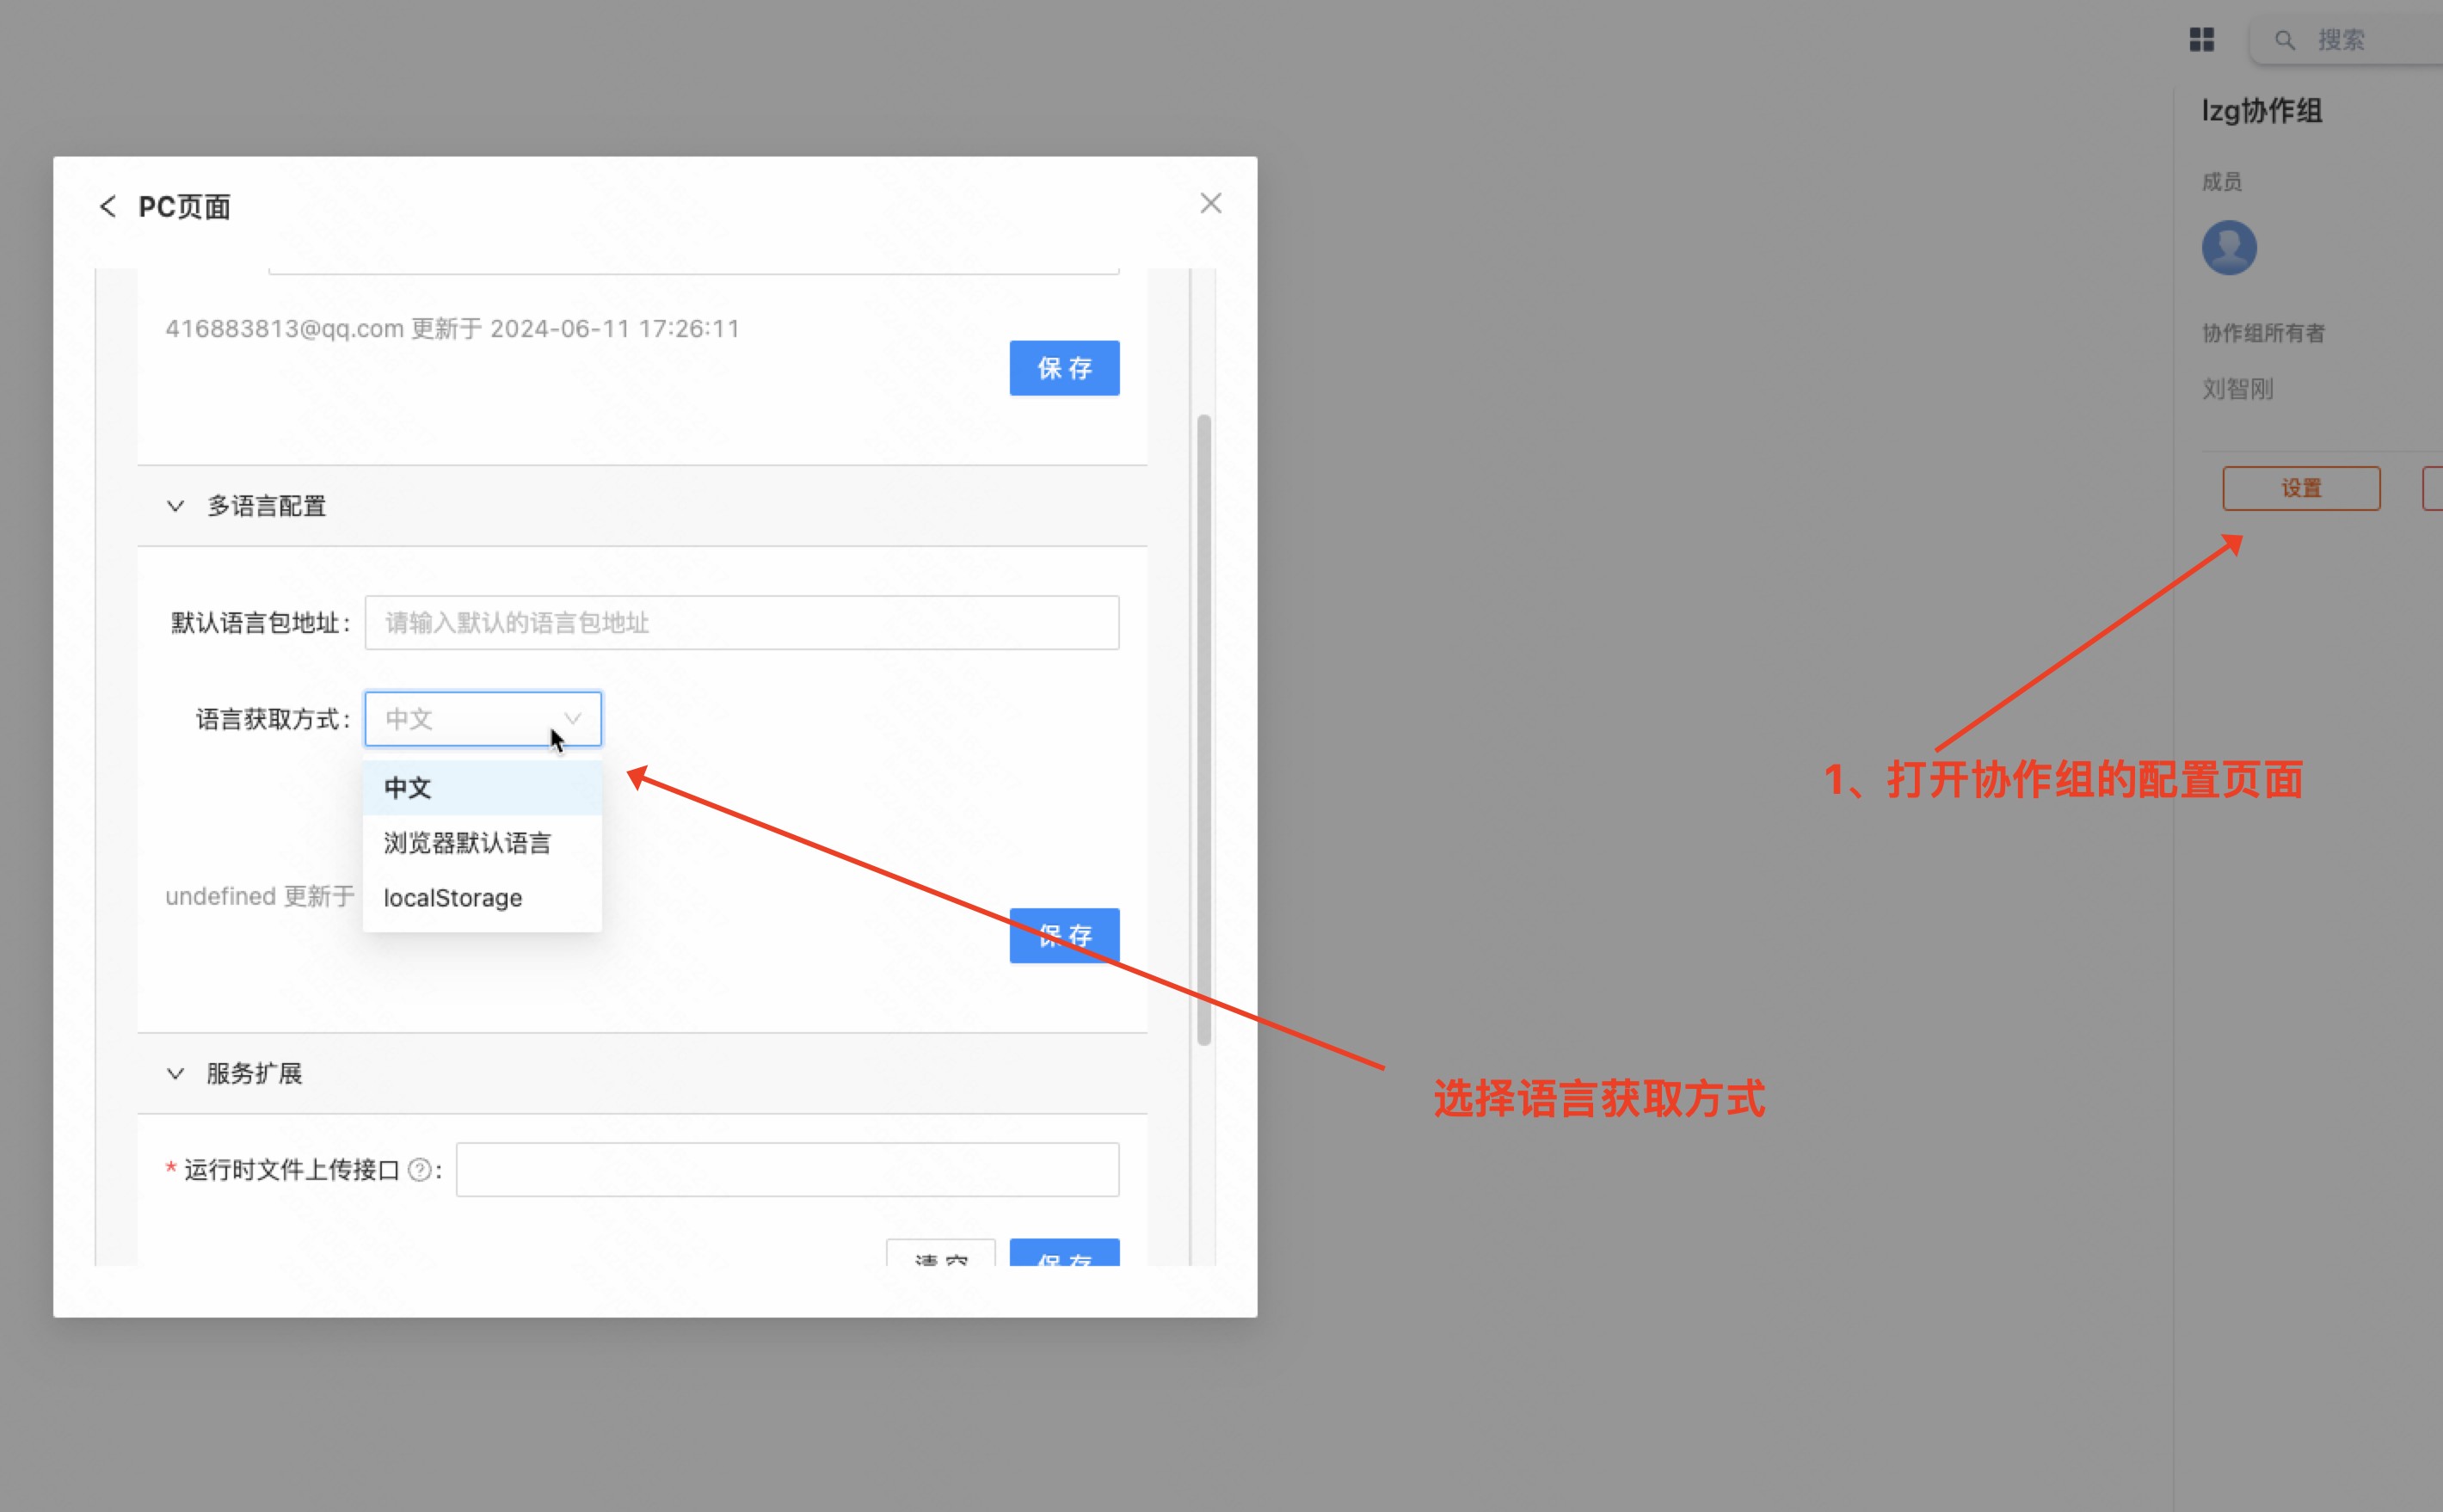 搜索
lzg协作组
成员
协作组所有者
刘智刚
设置
1、打开协作组的配置页面
PC页面
416883813@qq.com 更新于 2024-06-11 17:26:11
保 存
多语言配置
默认语言包地址: 请输入默认的语言包地址
语言获取方式: 中文
中文
浏览器默认语言
localStorage
undefined 更新于
保 存
选择语言获取方式
服务扩展
* 运行时文件上传接口 ? :
清 空 保 存